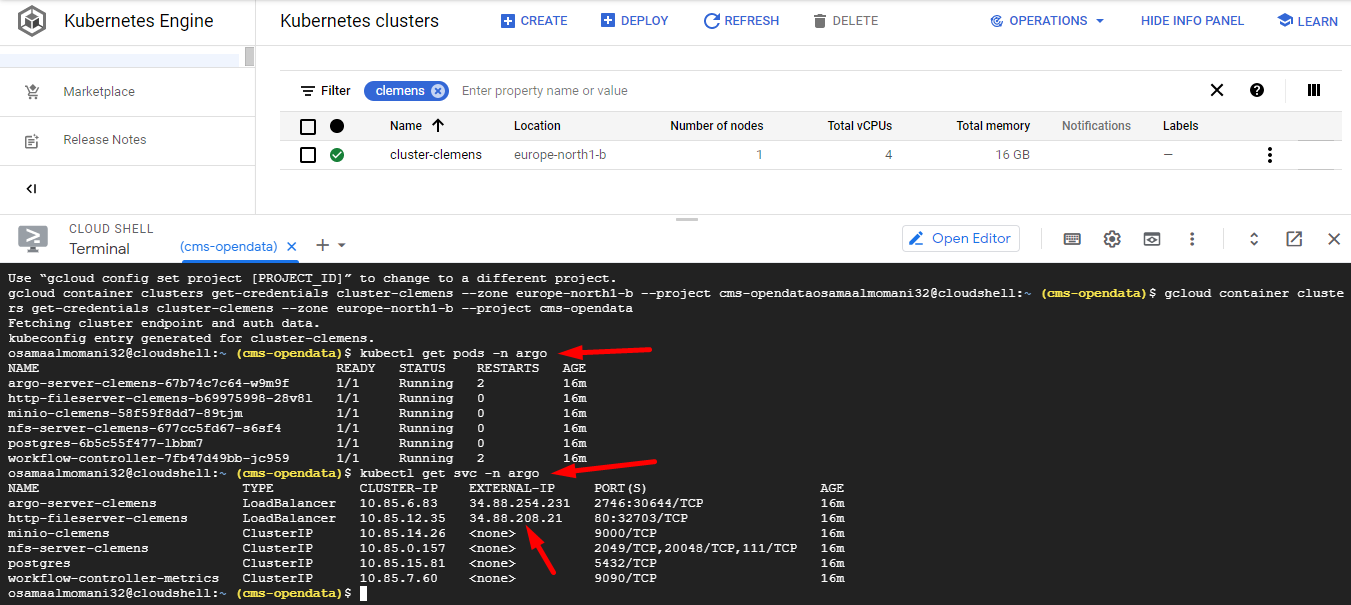 Kubernetes Engine
Kubernetes clusters
CREATE
DEPLOY
REFRESH
DELETE
OPERATIONS
HIDE INFO PANEL
LEARN
Marketplace
Release Notes
Filter clemens Enter property name or value
Name Location Number of nodes Total vCPUs Total memory Notifications Labels
cluster-clemens europe-north1-b 1 4 16 GB —
CLOUD SHELL
Terminal
(cms-opendata)
Open Editor
Use "gcloud config set project [PROJECT_ID]" to change to a different project.
gcloud container clusters get-credentials cluster-clemens --zone europe-north1-b --project cms-opendataosamaalmomani32@cloudshell:~ (cms-opendata)$ gcloud container cluste
rs get-credentials cluster-clemens --zone europe-north1-b --project cms-opendata
Fetching cluster endpoint and auth data.
kubeconfig entry generated for cluster-clemens.
osamaalmomani32@cloudshell:~ (cms-opendata)$ kubectl get pods -n argo
NAME READY STATUS RESTARTS AGE
argo-server-clemens-67b74c7c64-w9m9f 1/1 Running 2 16m
http-fileserver-clemens-b69975998-28v8l 1/1 Running 0 16m
minio-clemens-58f59f8dd7-89tjm 1/1 Running 0 16m
nfs-server-clemens-677cc5fd67-s6sf4 1/1 Running 0 16m
postgres-6b5c55f477-lbbm7 1/1 Running 0 16m
workflow-controller-7fb47d49bb-jc959 1/1 Running 2 16m
osamaalmomani32@cloudshell:~ (cms-opendata)$ kubectl get svc -n argo
NAME TYPE CLUSTER-IP EXTERNAL-IP PORT(S) AGE
argo-server-clemens LoadBalancer 10.85.6.83 34.88.254.231 2746:30644/TCP 16m
http-fileserver-clemens LoadBalancer 10.85.12.35 34.88.208.21 80:32703/TCP 16m
minio-clemens ClusterIP 10.85.14.26 <none> 9000/TCP 16m
nfs-server-clemens ClusterIP 10.85.0.157 <none> 2049/TCP,20048/TCP,111/TCP 16m
postgres ClusterIP 10.85.15.81 <none> 5432/TCP 16m
workflow-controller-metrics ClusterIP 10.85.7.60 <none> 9090/TCP 16m
osamaalmomani32@cloudshell:~ (cms-opendata)$